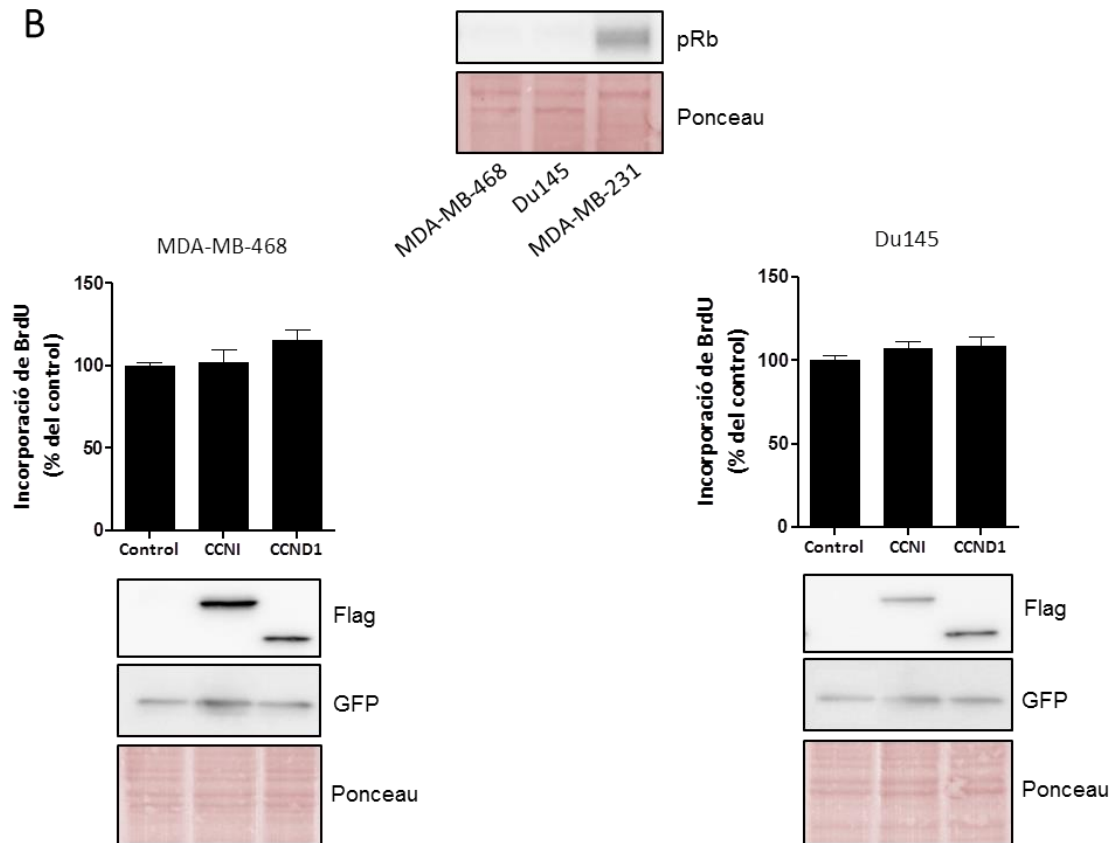 B
pRb
Ponceau
MDA-MB-468
Du145
MDA-MB-231
MDA-MB-468
Incorporació de BrdU
(% del control)
150
100
50
0
Control CCNI CCND1
Flag
GFP
Ponceau
Du145
Incorporació de BrdU
(% del control)
150
100
50
0
Control CCNI CCND1
Flag
GFP
Ponceau